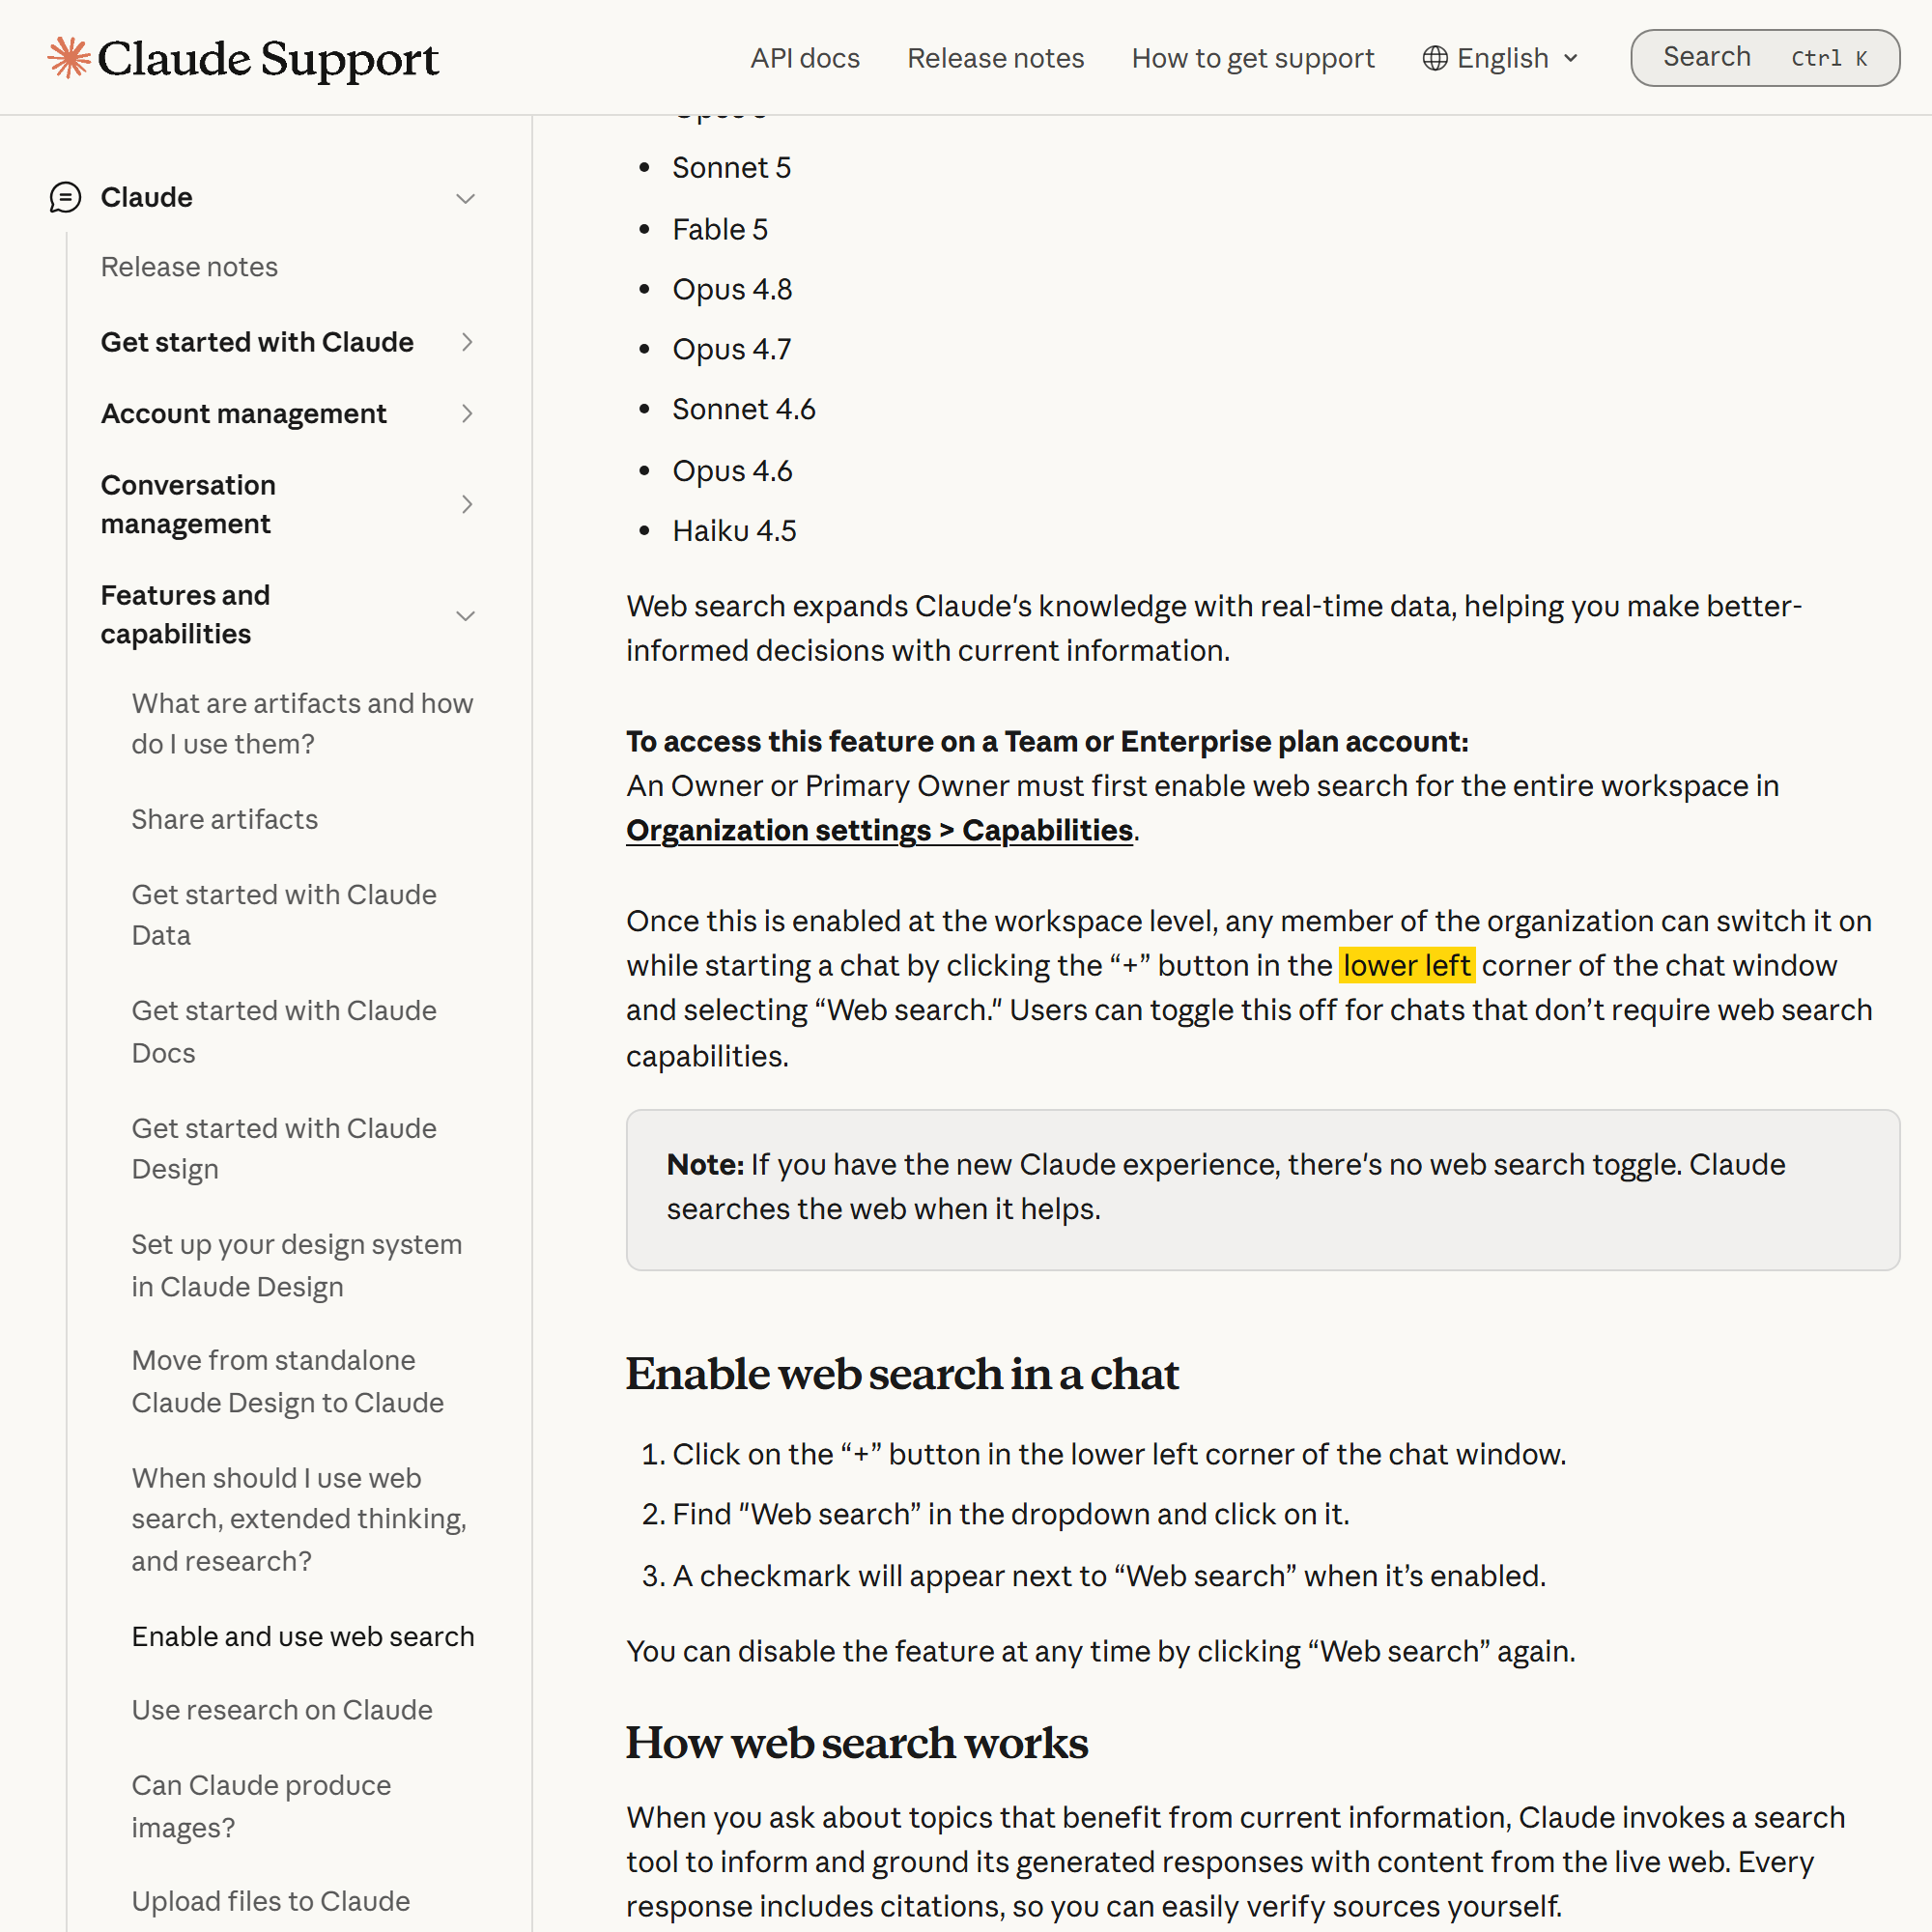 Claude Support
API docs
Release notes
How to get support
English
Search Ctrl K
Claude
Release notes
Get started with Claude
Account management
Conversation
management
Features and
capabilities
What are artifacts and how
do I use them?
Share artifacts
Get started with Claude
Data
Get started with Claude
Docs
Get started with Claude
Design
Set up your design system
in Claude Design
Move from standalone
Claude Design to Claude
When should I use web
search, extended thinking,
and research?
Enable and use web search
Use research on Claude
Can Claude produce
images?
Upload files to Claude
• Sonnet 5
• Fable 5
• Opus 4.8
• Opus 4.7
• Sonnet 4.6
• Opus 4.6
• Haiku 4.5
Web search expands Claude's knowledge with real-time data, helping you make better-
informed decisions with current information.
To access this feature on a Team or Enterprise plan account:
An Owner or Primary Owner must first enable web search for the entire workspace in
Organization settings > Capabilities.
Once this is enabled at the workspace level, any member of the organization can switch it on
while starting a chat by clicking the “+” button in the lower left corner of the chat window
and selecting “Web search." Users can toggle this off for chats that don’t require web search
capabilities.
Note: If you have the new Claude experience, there's no web search toggle. Claude
searches the web when it helps.
Enable web search in a chat
1. Click on the “+” button in the lower left corner of the chat window.
2. Find "Web search” in the dropdown and click on it.
3. A checkmark will appear next to “Web search” when it’s enabled.
You can disable the feature at any time by clicking “Web search” again.
How web search works
When you ask about topics that benefit from current information, Claude invokes a search
tool to inform and ground its generated responses with content from the live web. Every
response includes citations, so you can easily verify sources yourself.